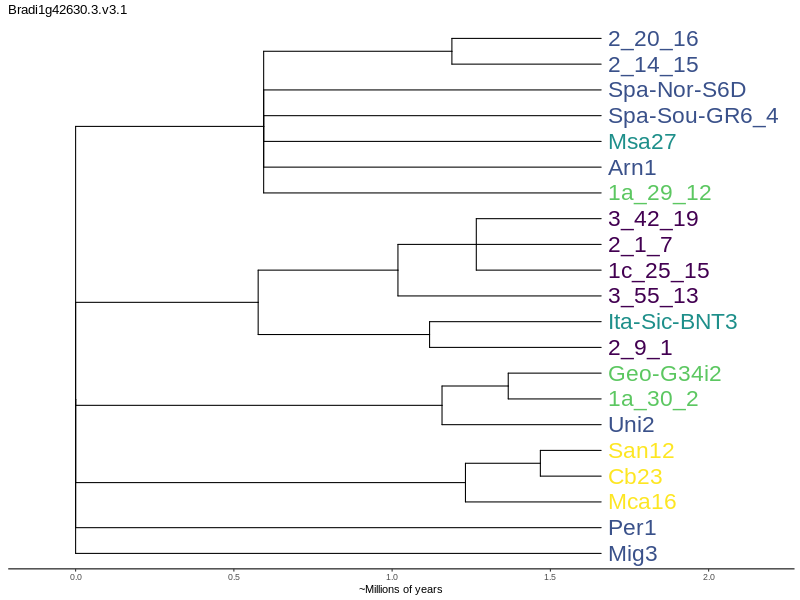 Bradi1g42630.3.v3.1
2_20_16
2_14_15
Spa-Nor-S6D
Spa-Sou-GR6_4
Msa27
Arn1
1a_29_12
3_42_19
2_1_7
1c_25_15
3_55_13
Ita-Sic-BNT3
2_9_1
Geo-G34i2
1a_30_2
Uni2
San12
Cb23
Mca16
Per1
Mig3
0.0 0.5 1.0 1.5 2.0
~Millions of years